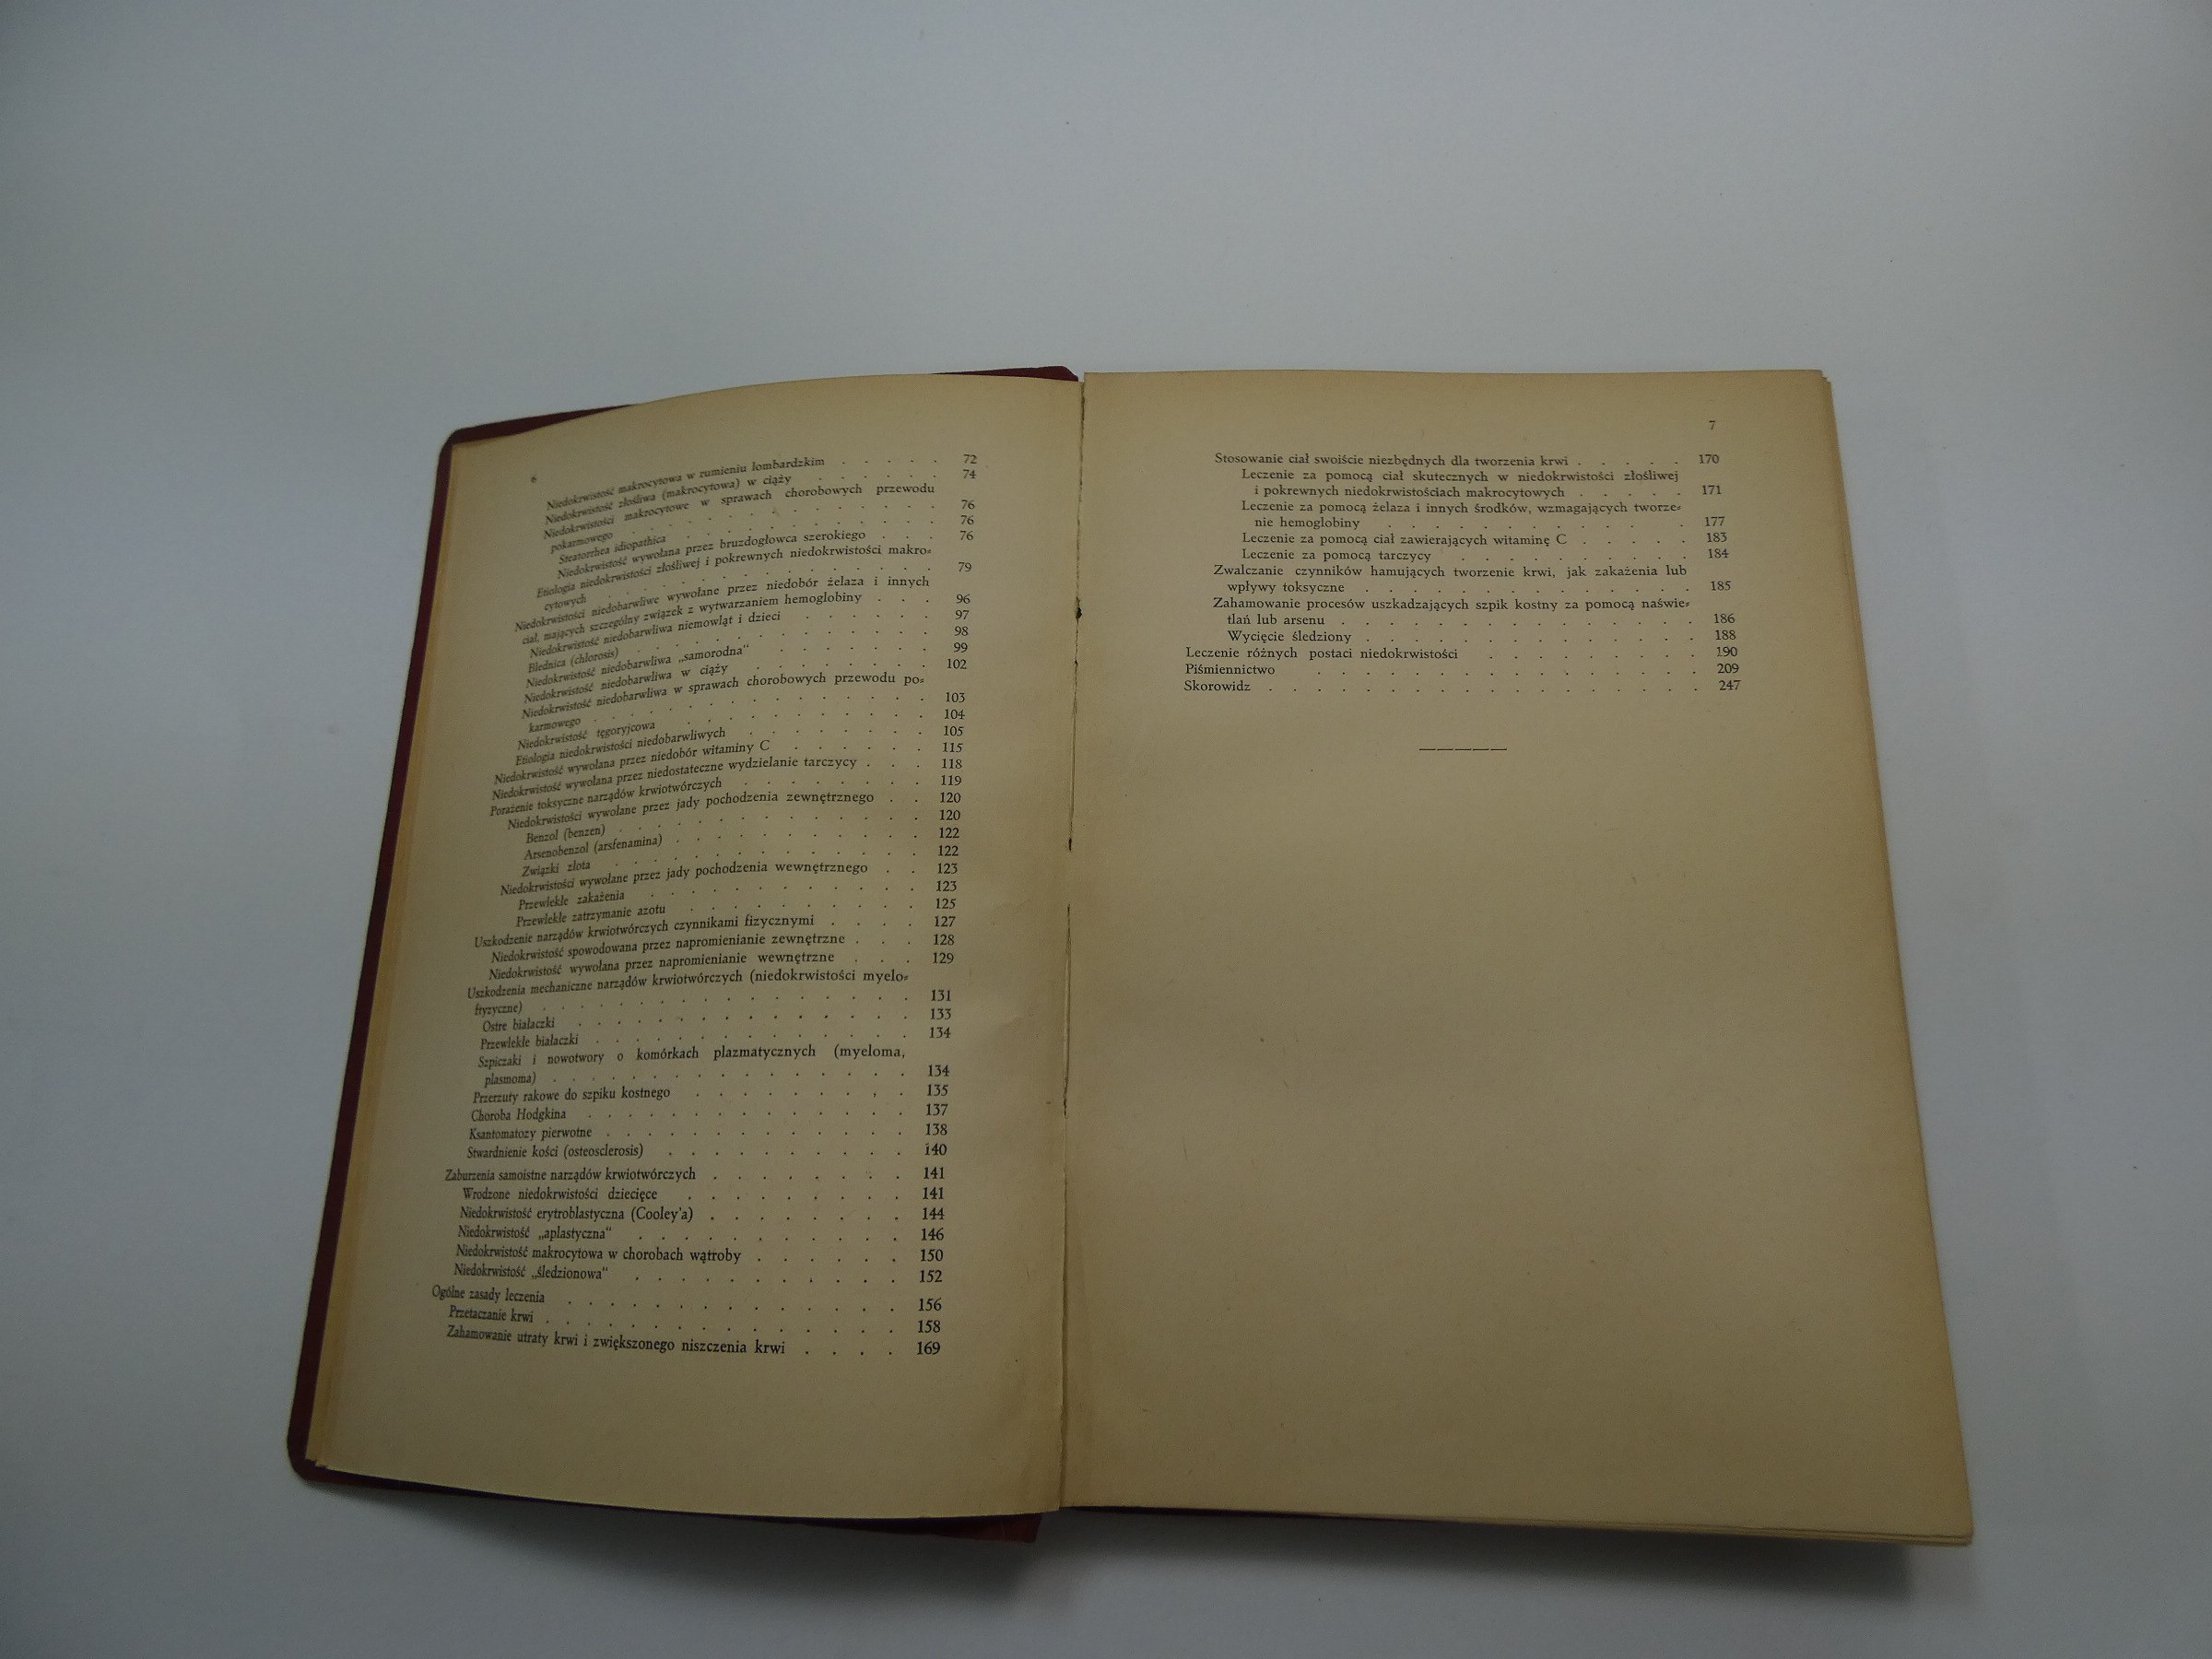 6
Niedokrwistość makrocytowa w rumieniu lombardzkim . . . . . 72
Niedokrwistość złośliwa (makrocytowa) w ciąży . . . . . . 74
Niedokrwistości makrocytowe w sprawach chorobowych przewodu
pokarmowego . . . . . . . . . . . 76
Steatorrhea idiopathica . . . . . . . . . . 76
Niedokrwistość wywołana przez bruzdogłowca szerokiego . . . 76
Etiologia niedokrwistości złośliwej i pokrewnych niedokrwistości makro=
cytowych . . . . . . . . . . . . 79
Niedokrwistości niedobarwliwe wywołane przez niedobór żelaza i innych
ciał, mających szczególny związek z wytwarzaniem hemoglobiny . . . 96
Niedokrwistość niedobarwliwa niemowląt i dzieci . . . . . . 97
Blednica (chlorosis) . . . . . . . . . . . 98
Niedokrwistość niedobarwliwa „samorodna" . . . . . . . 99
Niedokrwistość niedobarwliwa w ciąży . . . . . . . 102
Niedokrwistość niedobarwliwa w sprawach chorobowych przewodu po=
karmowego . . . . . . . . . . . . 103
Niedokrwistość tęgoryjcowa . . . . . . . . . 104
Etiologia niedokrwistości niedobarwliwych . . . . . . . 105
Niedokrwistość wywołana przez niedobór witaminy C . . . . . . 115
Niedokrwistość wywołana przez niedostateczne wydzielanie tarczycy . . . 118
Porażenie toksyczne narządów krwiotwórczych . . . . . . . 119
Niedokrwistości wywołane przez jady pochodzenia zewnętrznego . . 120
Benzol (benzen) . . . . . . . . . . . 120
Arsenobenzol (arsfenamina) . . . . . . . . . 122
Związki złota . . . . . . . . . . . 122
Niedokrwistości wywołane przez jady pochodzenia wewnętrznego . . 123
Przewlekłe zakażenia . . . . . . . . . . 123
Przewlekłe zatrzymanie azotu . . . . . . . . 125
Uszkodzenie narządów krwiotwórczych czynnikami fizycznymi . . . . 127
Niedokrwistość spowodowana przez napromienianie zewnętrzne . . . 128
Niedokrwistość wywołana przez napromienianie wewnętrzne . . . 129
Uszkodzenia mechaniczne narządów krwiotwórczych (niedokrwistości myelo=
ftyzyczne) . . . . . . . . . . . . . . 131
Ostre białaczki . . . . . . . . . . . . . 133
Przewlekłe białaczki . . . . . . . . . . . . 134
Szpiczaki i nowotwory o komórkach plazmatycznych (myeloma,
plasmoma) . . . . . . . . . . . . . 134
Przerzuty rakowe do szpiku kostnego . . . . . . . . 135
Choroba Hodgkina . . . . . . . . . . . . 137
Ksantomatozy pierwotne . . . . . . . . . . . 138
Stwardnienie kości (osteosclerosis) . . . . . . . . . 140
Zaburzenia samoistne narządów krwiotwórczych . . . . . . . 141
Wrodzone niedokrwistości dziecięce . . . . . . . . 141
Niedokrwistość erytroblastyczna (Cooley'a) . . . . . . . . 144
Niedokrwistość „aplastyczna" . . . . . . . . . . 146
Niedokrwistość makrocytowa w chorobach wątroby . . . . . . 150
Niedokrwistość „śledzionowa" . . . . . . . . . . 152
Ogólne zasady leczenia . . . . . . . . . . . . 156
Przetaczanie krwi . . . . . . . . . . . . . 158
Zahamowanie utraty krwi i zwiększonego niszczenia krwi . . . . 169
7
Stosowanie ciał swoiście niezbędnych dla tworzenia krwi . . . . . 170
Leczenie za pomocą ciał skutecznych w niedokrwistości złośliwej
i pokrewnych niedokrwistościach makrocytowych . . . . . 171
Leczenie za pomocą żelaza i innych środków, wzmagających tworze=
nie hemoglobiny . . . . . . . . . . . 177
Leczenie za pomocą ciał zawierających witaminę C . . . . . 183
Leczenie za pomocą tarczycy . . . . . . . . . 184
Zwalczanie czynników hamujących tworzenie krwi, jak zakażenia lub
wpływy toksyczne . . . . . . . . . . . . . 185
Zahamowanie procesów uszkadzających szpik kostny za pomocą naświe=
tlań lub arsenu . . . . . . . . . . . . . . 186
Wycięcie śledziony . . . . . . . . . . . . . 188
Leczenie różnych postaci niedokrwistości . . . . . . . . . 190
Piśmiennictwo . . . . . . . . . . . . . . . 209
Skorowidz . . . . . . . . . . . . . . . . . 247